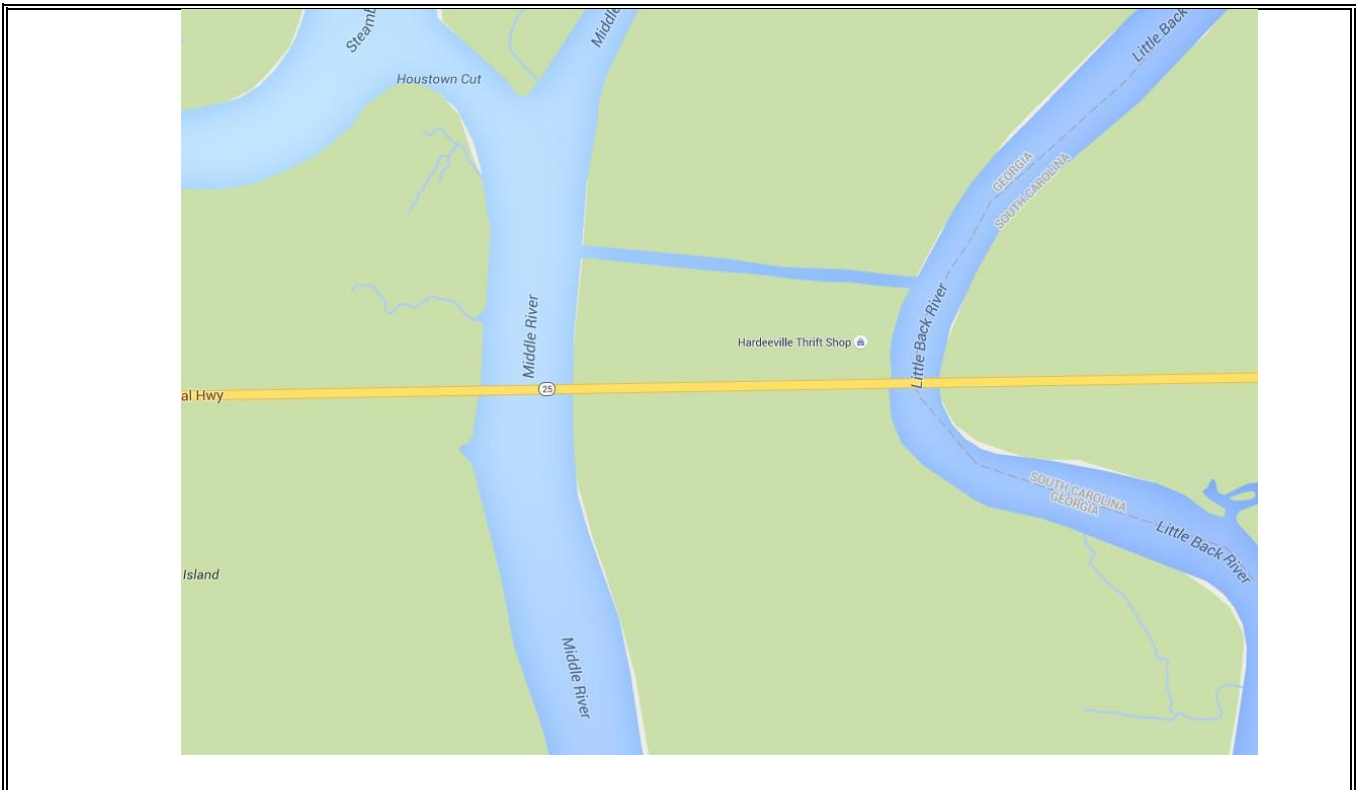 Steamb
Middle
Little Back
Houstown Cut
GEORGIA
SOUTH CAROLINA
Middle River
Little Back River
Hardeeville Thrift Shop
25
al Hwy
SOUTH CAROLINA
GEORGIA
Little Back River
Island
Middle River